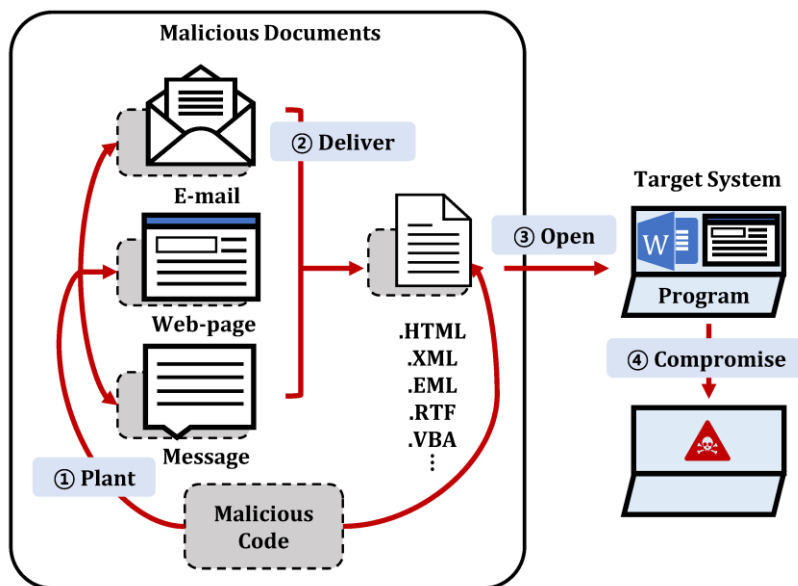 Malicious Documents
② Deliver
E-mail
Web-page
Message
① Plant
Malicious
Code
.HTML
.XML
.EML
.RTF
.VBA
⋮
③ Open
Target System
W
Program
④ Compromise